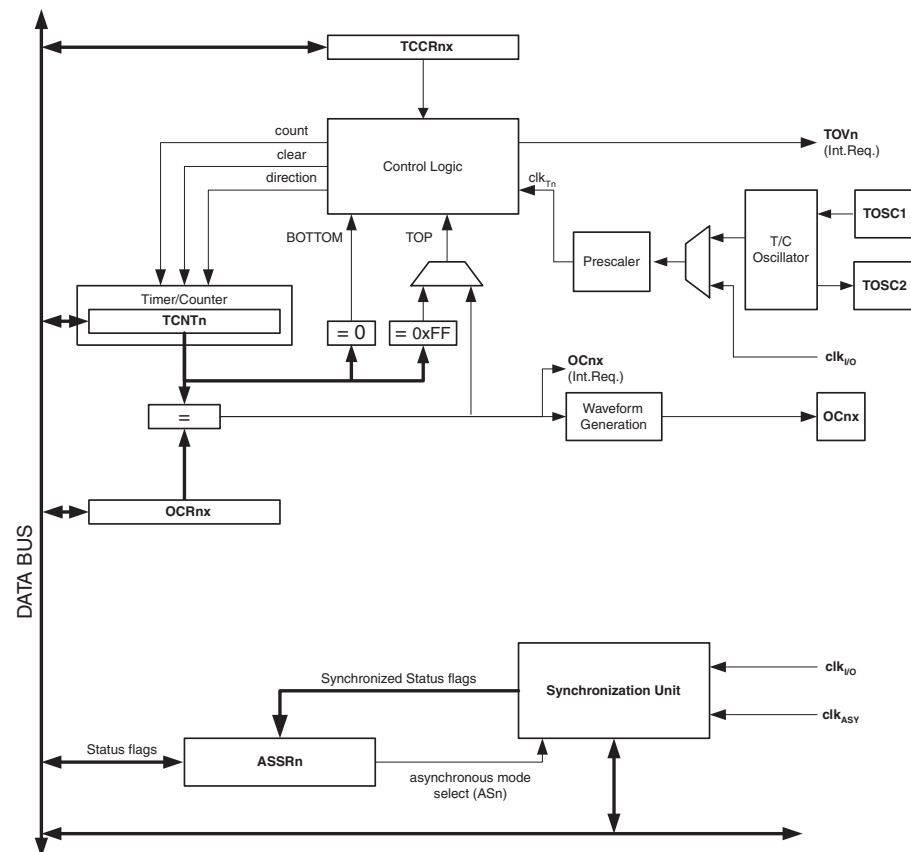 TCCRnx
count
clear
direction
Control Logic
TOVn
(Int.Req.)
clkTn
BOTTOM
TOP
Prescaler
T/C
Oscillator
TOSC1
TOSC2
Timer/Counter
TCNTn
= 0
= 0xFF
clkI/O
OCnx
(Int.Req.)
=
Waveform
Generation
OCnx
OCRnx
DATA BUS
Synchronized Status flags
Synchronization Unit
clkI/O
clkASY
Status flags
ASSRn
asynchronous mode
select (ASn)